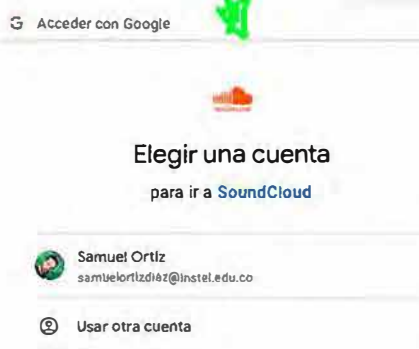 Acceder con Google
Elegir una cuenta
para ir a SoundCloud
Samuel Ortiz
samuelortizdiaz@instel.edu.co
Usar otra cuenta